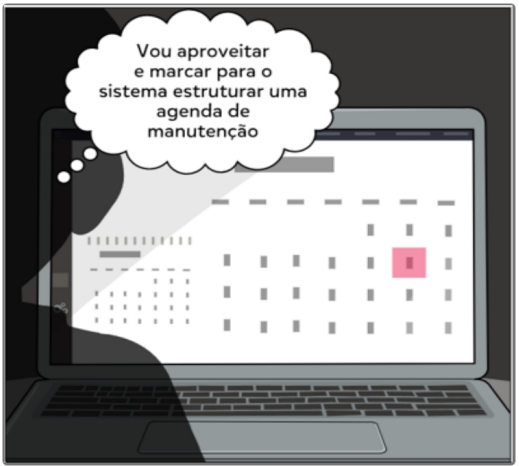 Vou aproveitar
e marcar para o
sistema estruturar uma
agenda de
manutenção